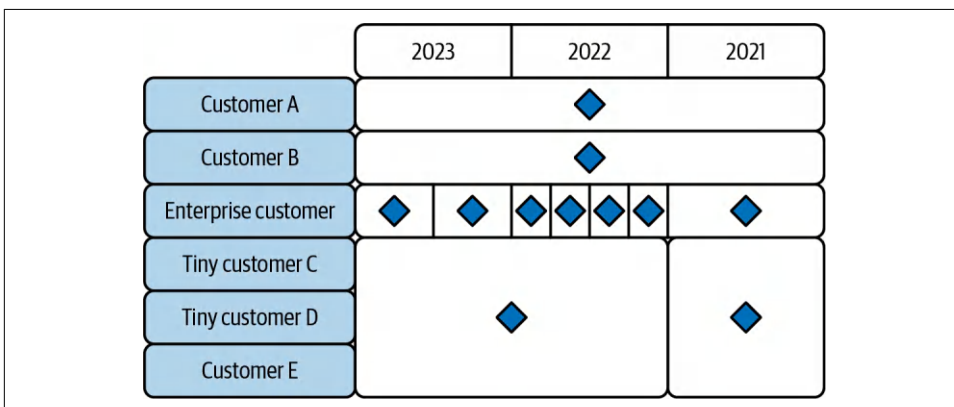 2023 2022 2021
Customer A
Customer B
Enterprise customer
Tiny customer C
Tiny customer D
Customer E